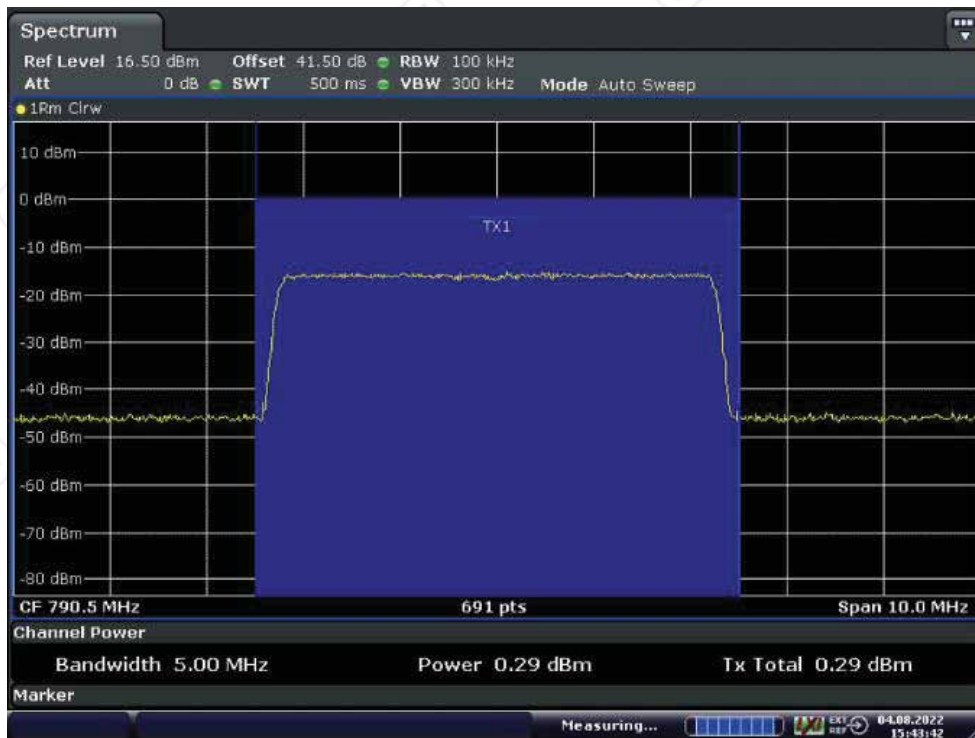 Spectrum
Ref Level 16.50 dBm Offset 41.50 dB RBW 100 kHz
Att 0 dB SWT 500 ms VBW 300 kHz Mode Auto Sweep
1Rm Clrw
10 dBm
0 dBm
TX1
-10 dBm
-20 dBm
-30 dBm
-40 dBm
-50 dBm
-60 dBm
-70 dBm
-80 dBm
CF 790.5 MHz 691 pts Span 10.0 MHz
Channel Power
Bandwidth 5.00 MHz Power 0.29 dBm Tx Total 0.29 dBm
Marker
Measuring... EXT REF 04.08.2022 15:43:42